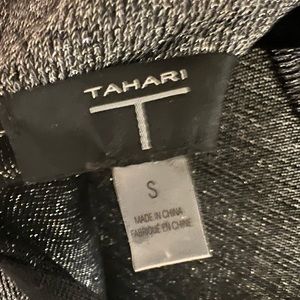 TAHARI
T
S
MADE IN CHINA
FABRIQUÉ EN CHINE